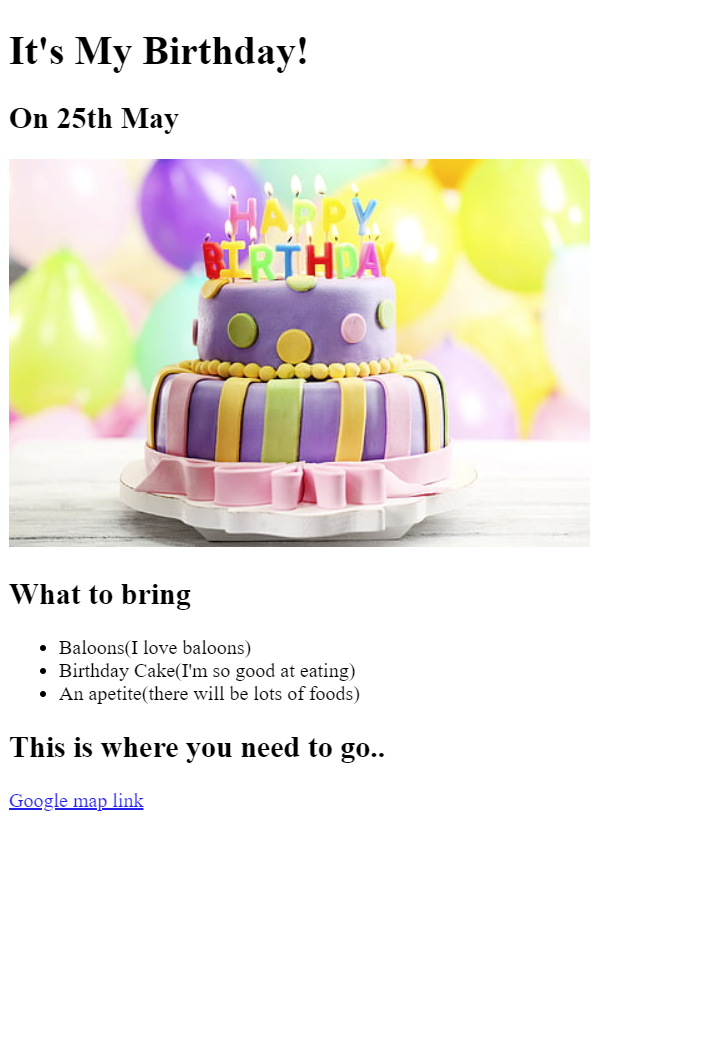 It's My Birthday!
On 25th May
HAPPY
BIRTHDAY
What to bring
Baloons(I love baloons)
Birthday Cake(I'm so good at eating)
An apetite(there will be lots of foods)
This is where you need to go..
Google map link